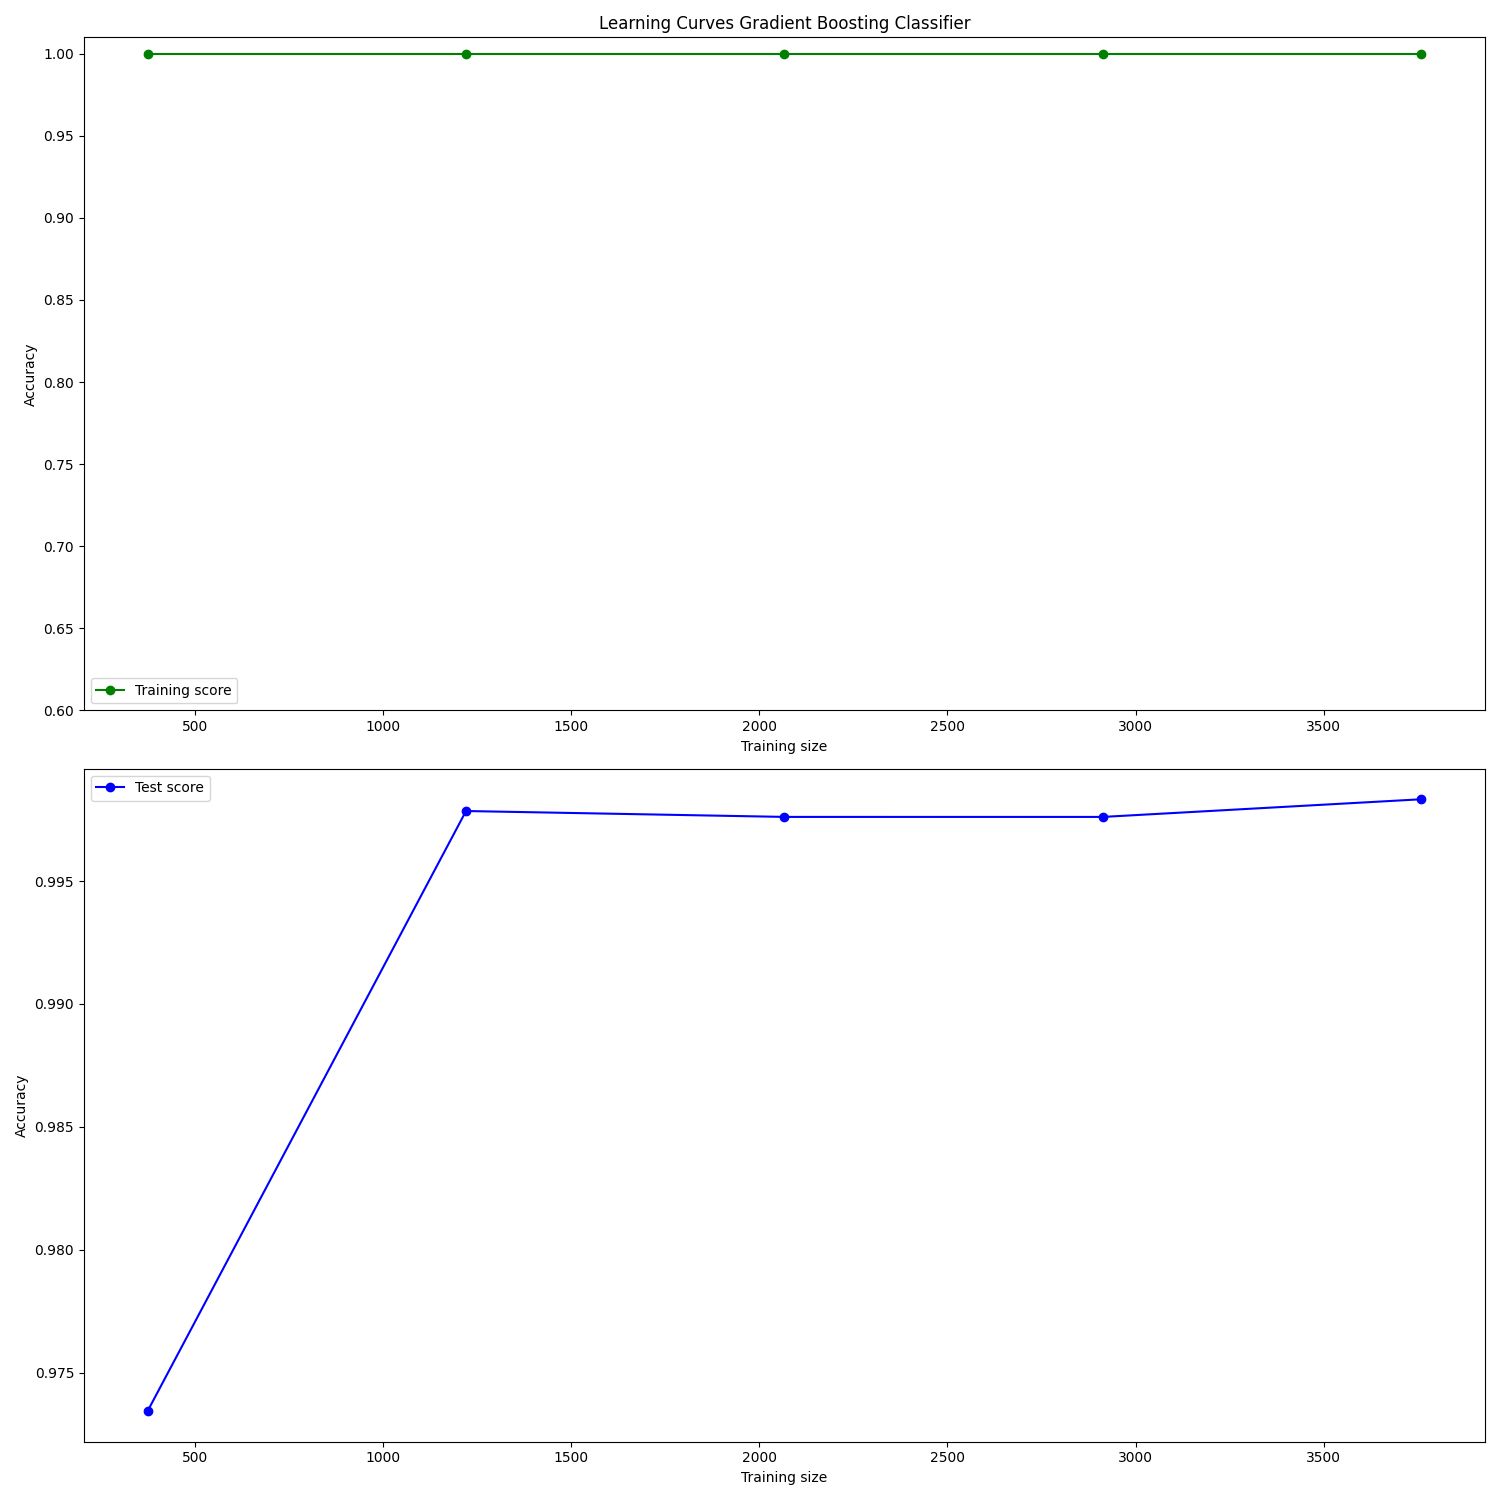 Learning Curves Gradient Boosting Classifier
1.00
0.95
0.90
0.85
0.80
0.75
0.70
0.65
0.60
Accuracy
Training score
500 1000 1500 2000 2500 3000 3500
Training size
Test score
0.995
0.990
0.985
0.980
0.975
Accuracy
500 1000 1500 2000 2500 3000 3500
Training size